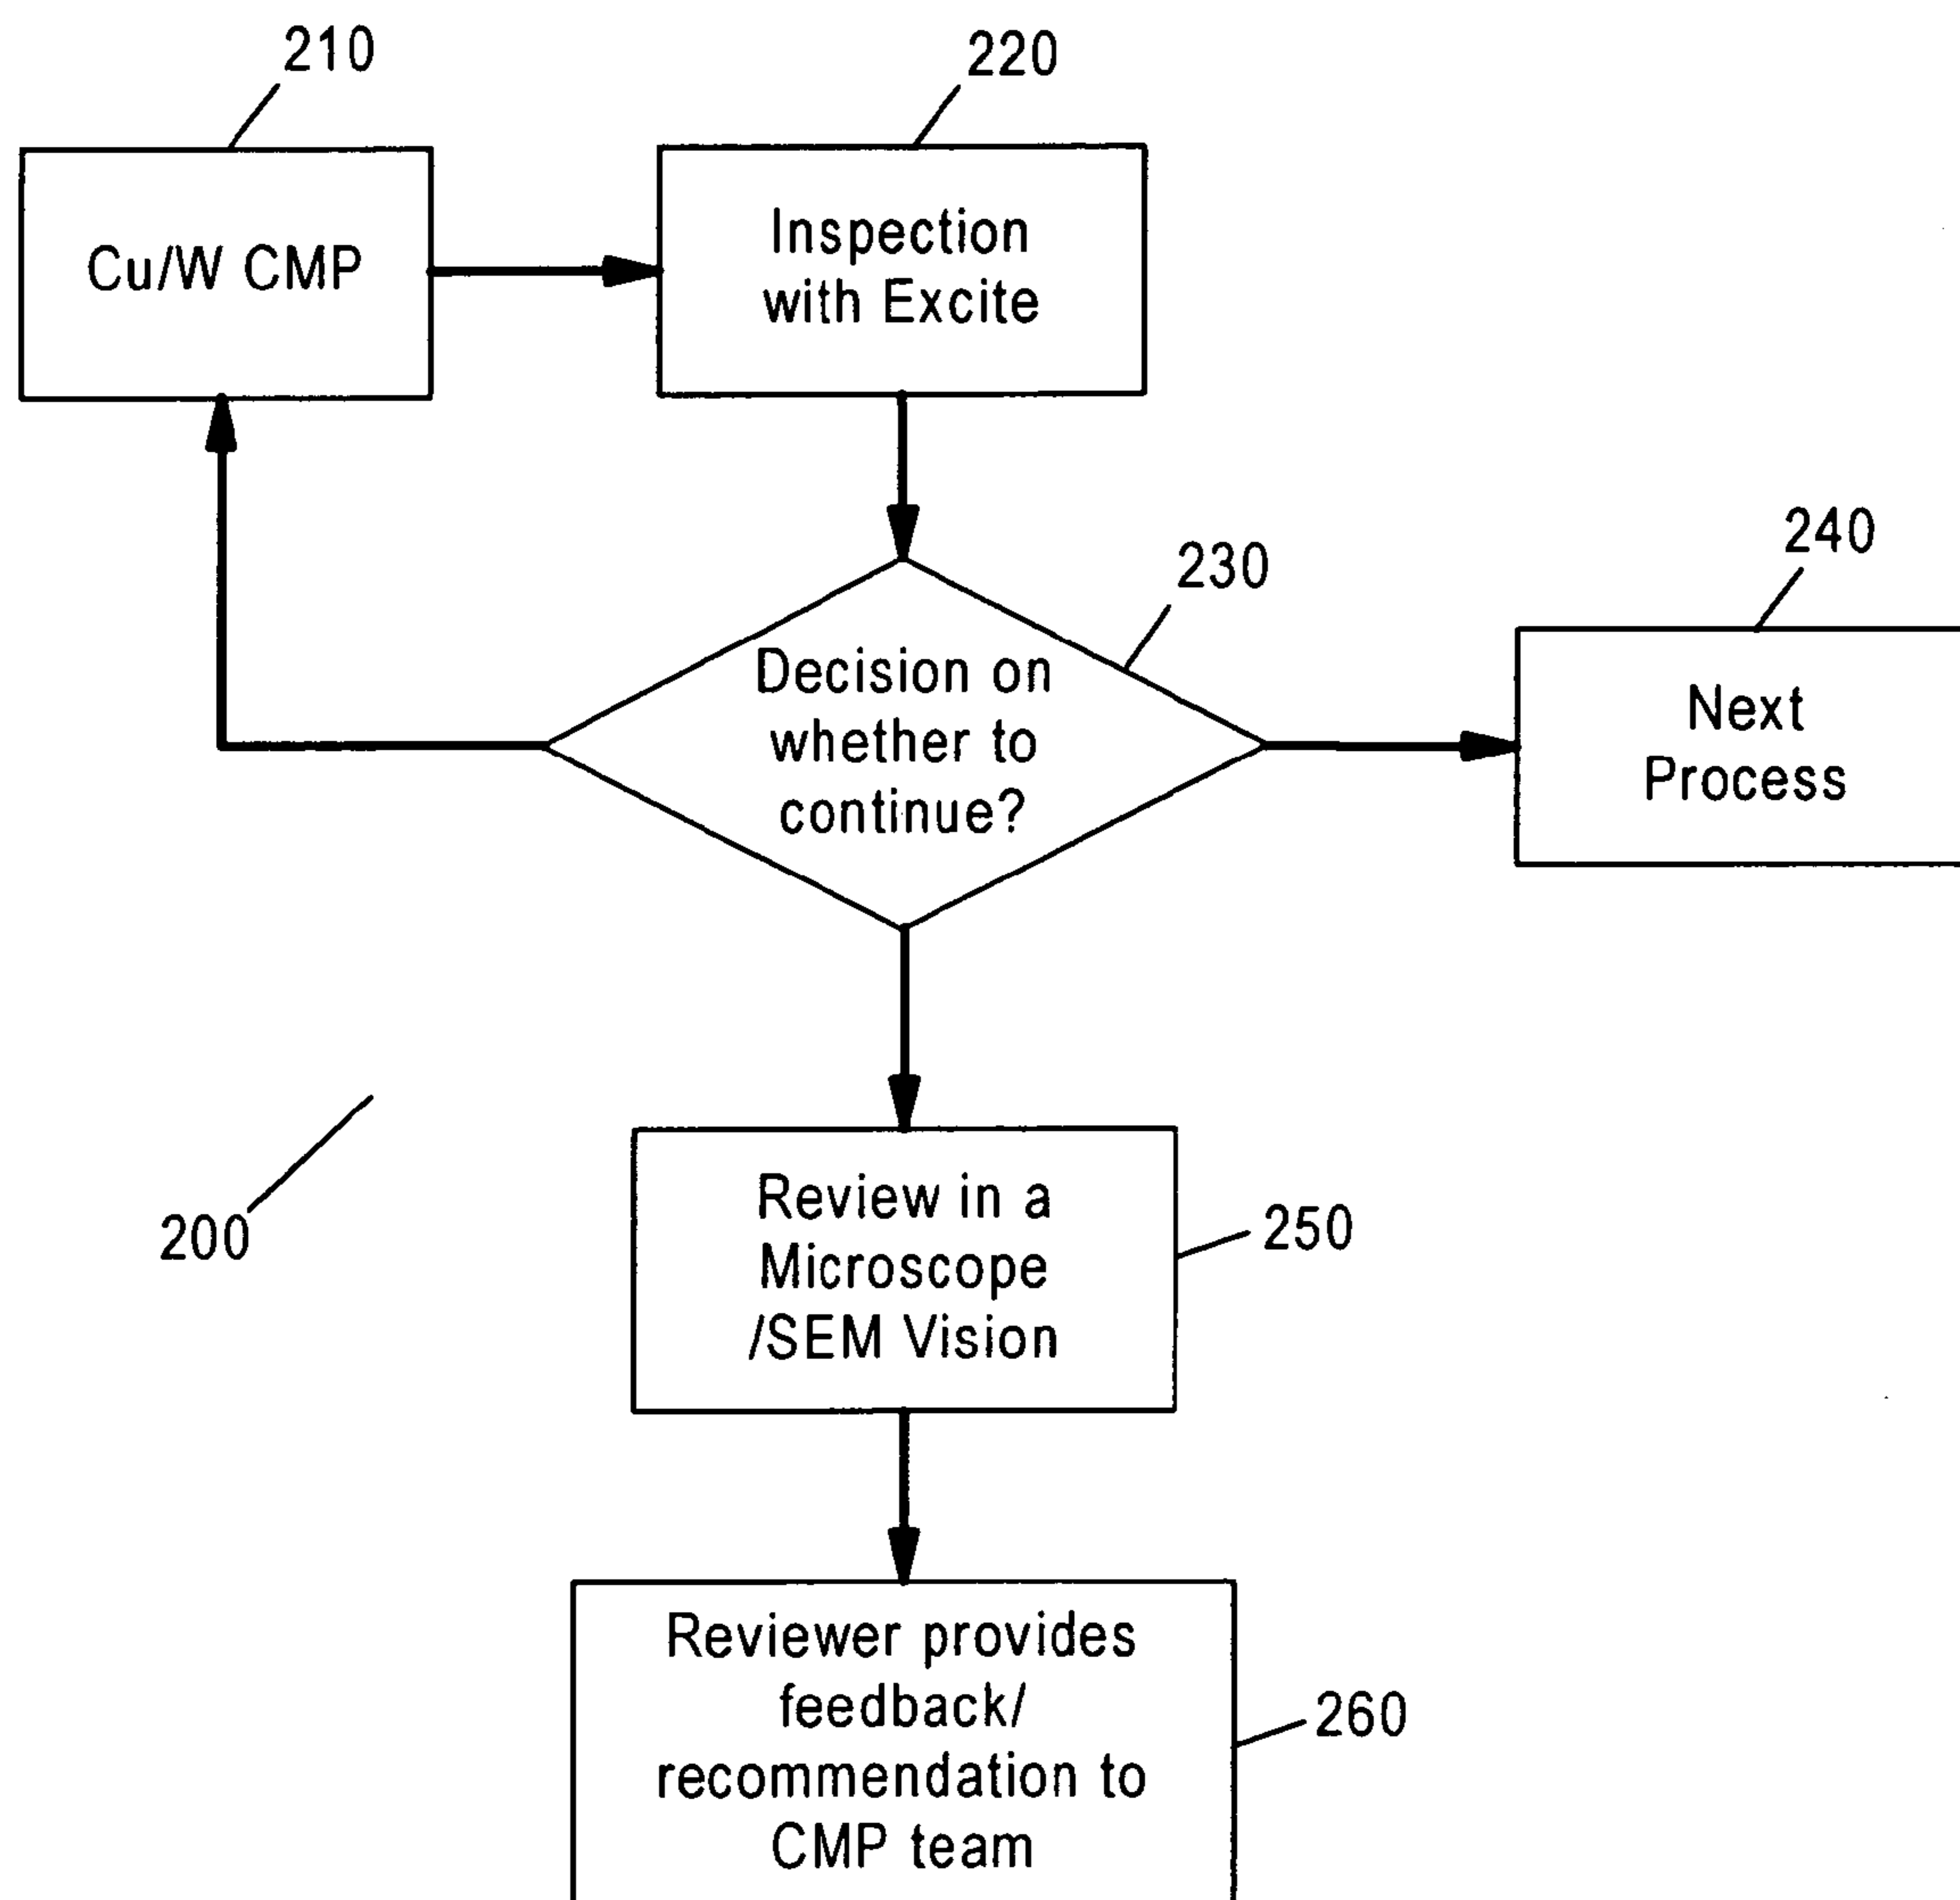 210
220
Cu/W CMP
Inspection
with Excite
230
240
Decision on
whether to
continue?
Next
Process
200
Review in a
Microscope
/SEM Vision
250
Reviewer provides
feedback/
recommendation to
CMP team
260